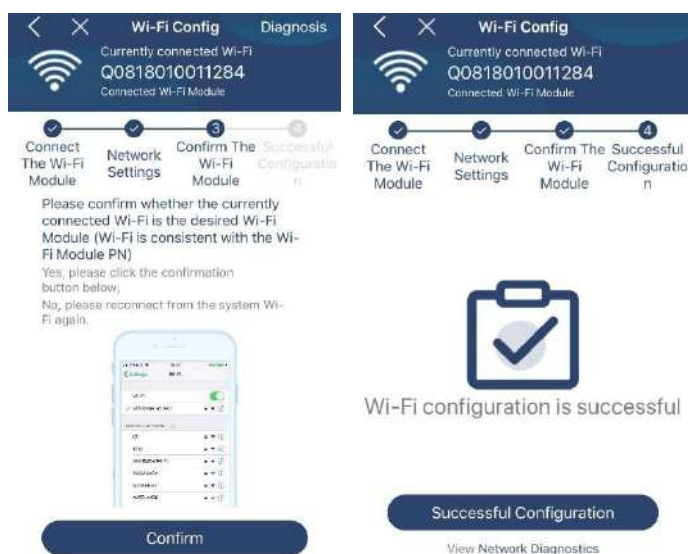 Wi-Fi Config
Diagnosis
Currently connected Wi-Fi
Q0818010011284
Connected Wi-Fi Module
3
4
Connect
The Wi-Fi
Module
Network
Settings
Confirm The
Wi-Fi
Module
Successful
Configuratio
n
Please confirm whether the currently
connected Wi-Fi is the desired Wi-Fi
Module (Wi-Fi is consistent with the Wi-
Fi Module PN)
Yes, please click the confirmation
button below;
No, please reconnect from the system Wi-
Fi again.
Confirm
Wi-Fi Config
Currently connected Wi-Fi
Q0818010011284
Connected Wi-Fi Module
4
Connect
The Wi-Fi
Module
Network
Settings
Confirm The
Wi-Fi
Module
Successful
Configuratio
n
Wi-Fi configuration is successful
Successful Configuration
View Network Diagnostics